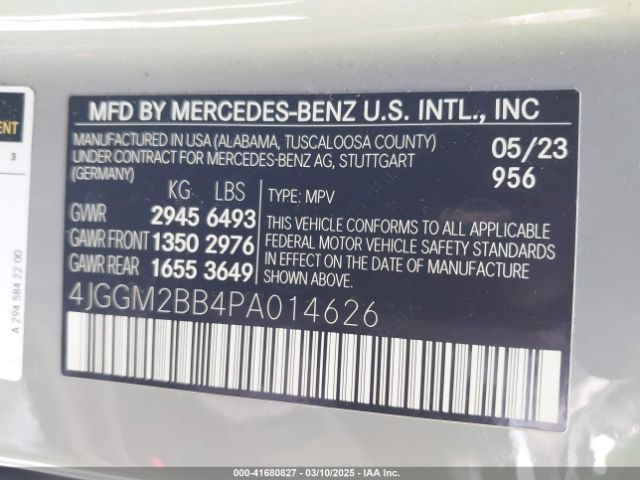 MFD BY MERCEDES-BENZ U.S. INTL., INC
MANUFACTURED IN USA (ALABAMA, TUSCALOOSA COUNTY)
UNDER CONTRACT FOR MERCEDES-BENZ AG, STUTTGART
(GERMANY)
05/23
956
KG LBS
GVWR 2945 6493
GAWR FRONT 1350 2976
GAWR REAR 1655 3649
TYPE: MPV
THIS VEHICLE CONFORMS TO ALL APPLICABLE
FEDERAL MOTOR VEHICLE SAFETY STANDARDS
IN EFFECT ON THE DATE OF MANUFACTURE
SHOWN ABOVE.
4JGGM2BB4PA014626
3
A 294 584 22 00
000-41680827 - 03/10/2025 - IAA Inc.